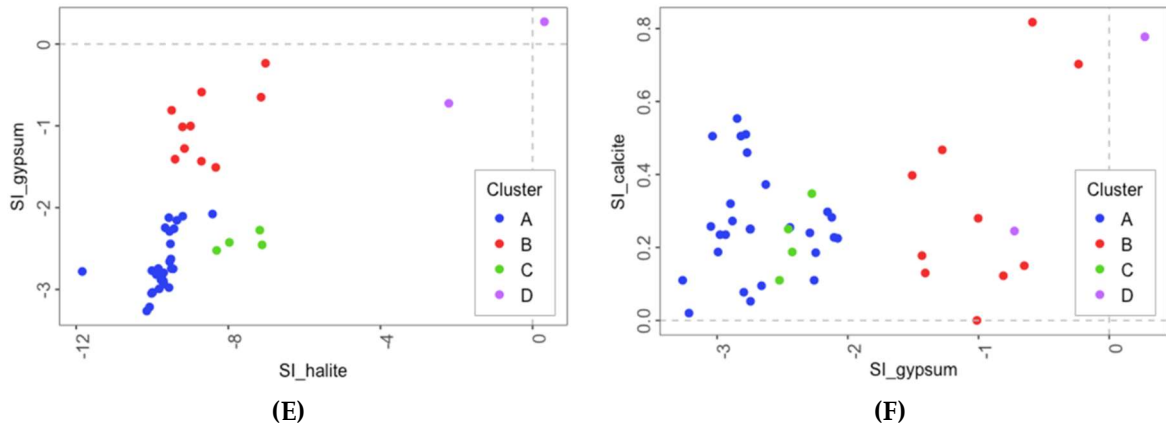 0
-1
-2
-3
SI_gypsum
-12
-8
-4
0
SI_halite
Cluster
A
B
C
D
(E)
0.8
0.6
0.4
0.2
0.0
SI_calcite
-3
-2
-1
0
SI_gypsum
Cluster
A
B
C
D
(F)